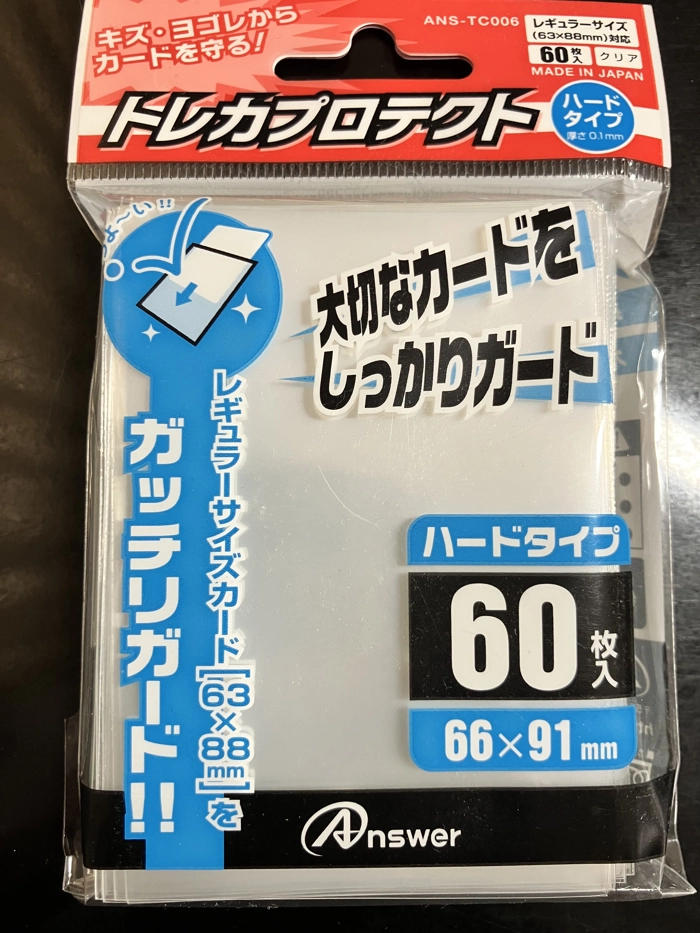 キズ・ヨゴレから
カードを守る!
ANS-TC006
レギュラーサイズ
(63×88mm)対応
60枚入
クリア
MADE IN JAPAN
トレカプロテクト
ハード
タイプ
厚さ 0.1mm
大切なカードを
しっかりガード
レギュラーサイズカード[63×88mm]を
ガッチリガード!!
ハードタイプ
60枚入
66×91mm
Answer